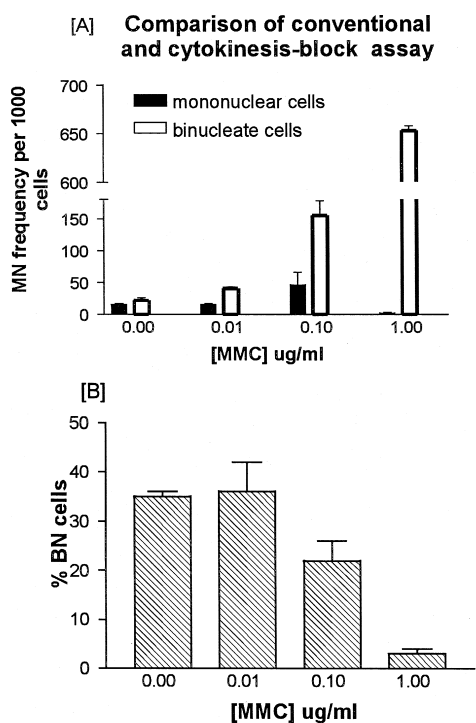 [A]
Comparison of conventional
and cytokinesis-block assay
MN frequency per 1000
cells
700
650
600
150
100
50
0
mononuclear cells
binucleate cells
0.00 0.01 0.10 1.00
[MMC] ug/ml
[B]
% BN cells
50
40
30
20
10
0
0.00 0.01 0.10 1.00
[MMC] ug/ml